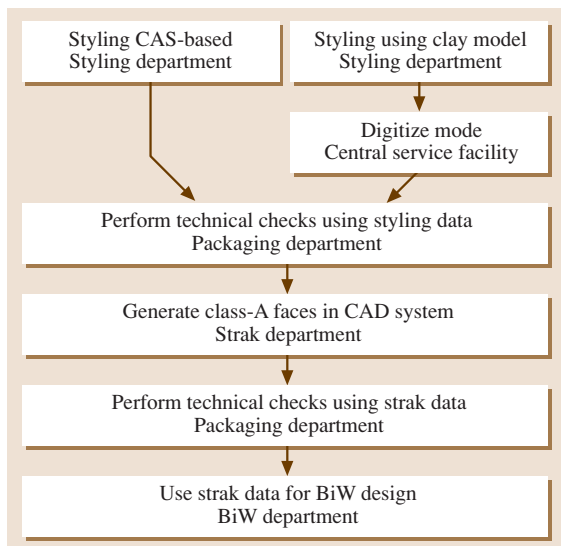 Styling CAS-based
Styling department
Styling using clay model
Styling department
Digitize mode
Central service facility
Perform technical checks using styling data
Packaging department
Generate class-A faces in CAD system
Strak department
Perform technical checks using strak data
Packaging department
Use strak data for BiW design
BiW department